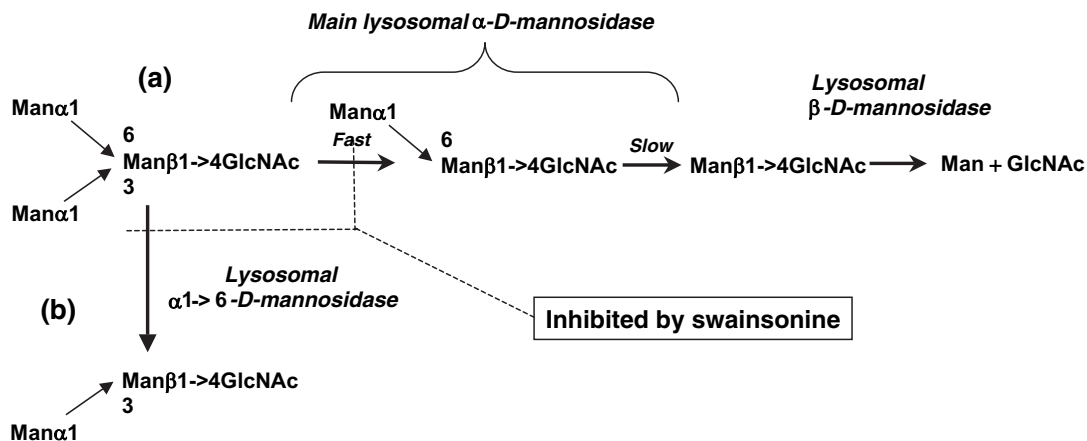 Main lysosomal α-D-mannosidase
(a)
Lysosomal
β-D-mannosidase
Manα1
Manα1
6
Manβ1->4GlcNAc
3
Manα1
Fast
6
Manβ1->4GlcNAc
Slow
Manβ1->4GlcNAc
Man + GlcNAc
Lysosomal
α1-> 6-D-mannosidase
(b)
Inhibited by swainsonine
Manβ1->4GlcNAc
3
Manα1